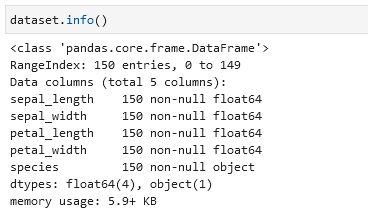 dataset.info()
<class 'pandas.core.frame.DataFrame'>
RangeIndex: 150 entries, 0 to 149
Data columns (total 5 columns):
sepal_length    150 non-null float64
sepal_width     150 non-null float64
petal_length    150 non-null float64
petal_width     150 non-null float64
species         150 non-null object
dtypes: float64(4), object(1)
memory usage: 5.9+ KB